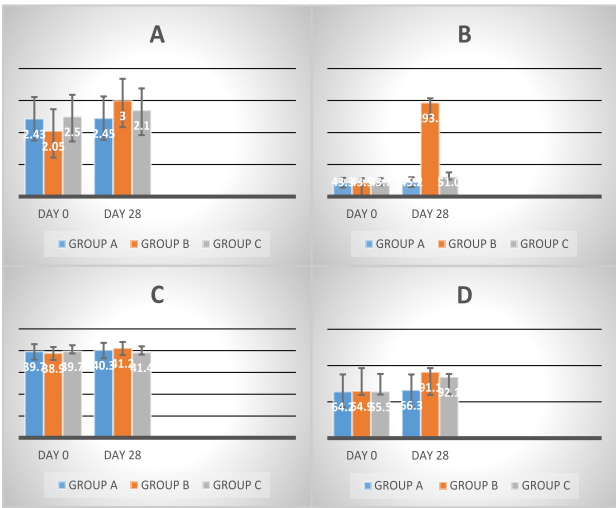 A
2.43 2.05 2.5 2.45 3 2.1
DAY 0 DAY 28
GROUP A GROUP B GROUP C
B
DAY 0 DAY 28
GROUP A GROUP B GROUP C
C
39.7 38.9 39.7 40.3 41.2 41.4
DAY 0 DAY 28
GROUP A GROUP B GROUP C
D
64.2 64.9 65.5 66.3 91.1 92.1
DAY 0 DAY 28
GROUP A GROUP B GROUP C